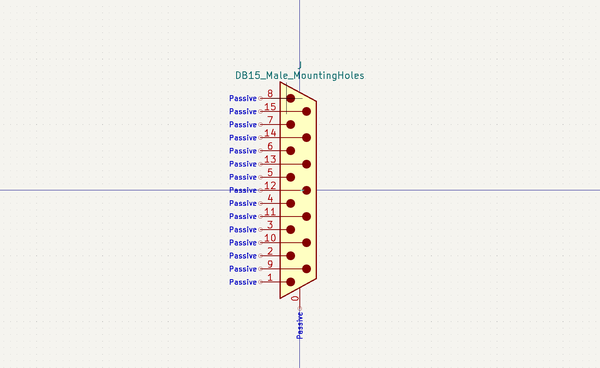 J
DB15_Male_MountingHoles
Passive 8
Passive 15
Passive 7
Passive 14
Passive 6
Passive 13
Passive 5
Passive 12
Passive 4
Passive 11
Passive 3
Passive 10
Passive 2
Passive 9
Passive 1
0
Passive